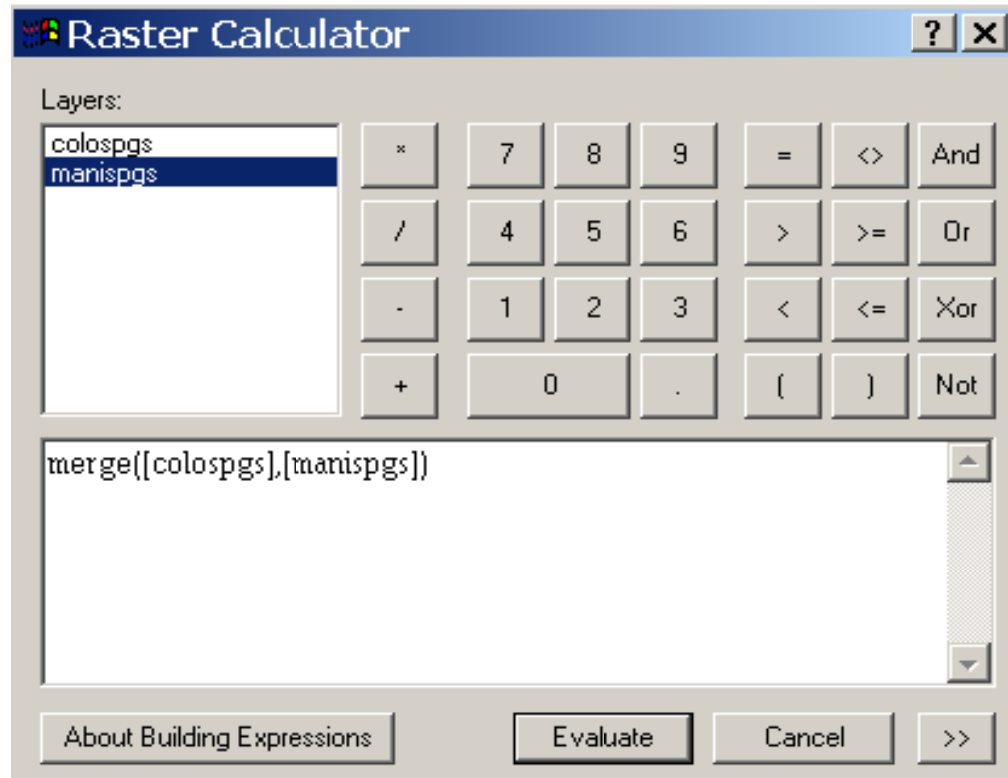 Raster Calculator ? X
Layers:
colospgs
manispgs
* 7 8 9 = <> And
/ 4 5 6 > >= Or
- 1 2 3 < <= Xor
+ 0 . ( ) Not
merge([colospgs],[manispgs])
About Building Expressions Evaluate Cancel >>